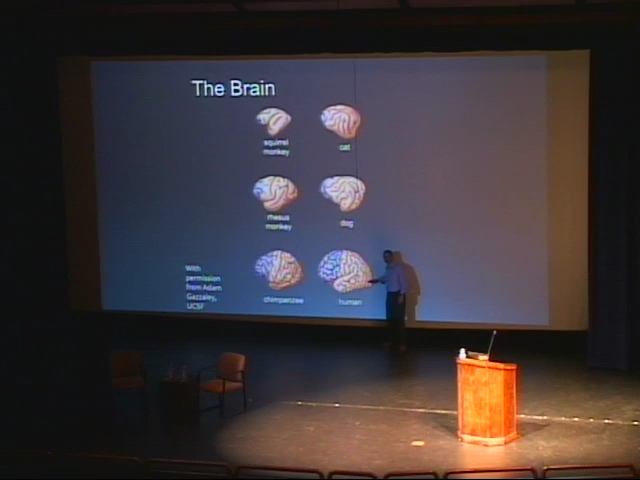 The Brain
squirrel
monkey
cat
rhesus
monkey
dog
chimpanzee
human
With
permission
from Adam
Gazzaley,
UCSF